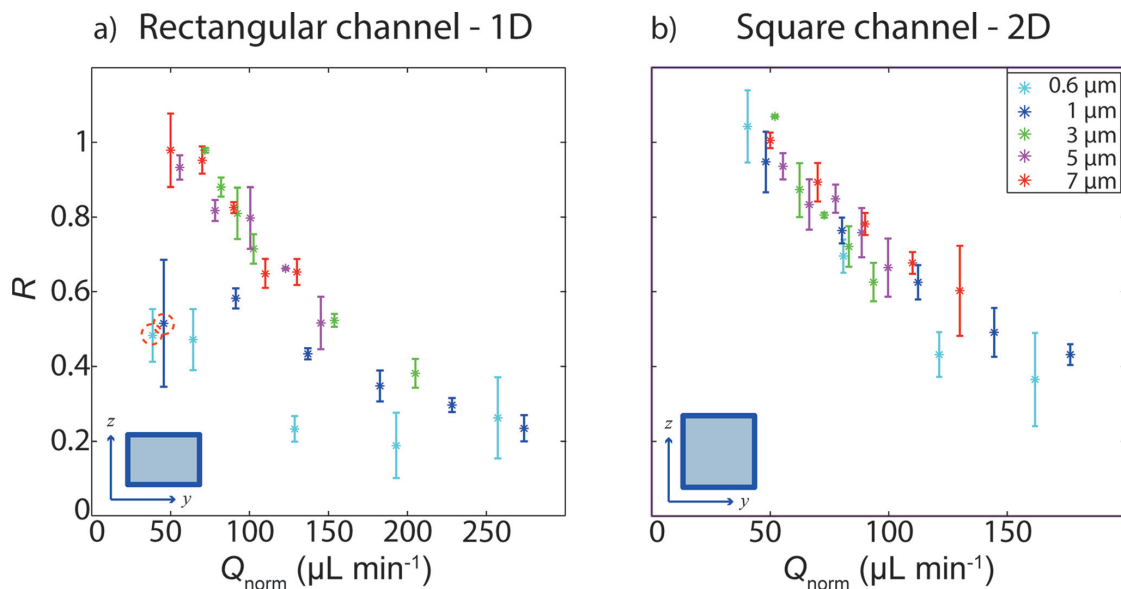 a) Rectangular channel - 1D
R
1
0.8
0.6
0.4
0.2
0
z
y
0 50 100 150 200 250
Qnorm (µL min-1)
b) Square channel - 2D
0.6 µm
1 µm
3 µm
5 µm
7 µm
z
y
0 50 100 150
Qnorm (µL min-1)